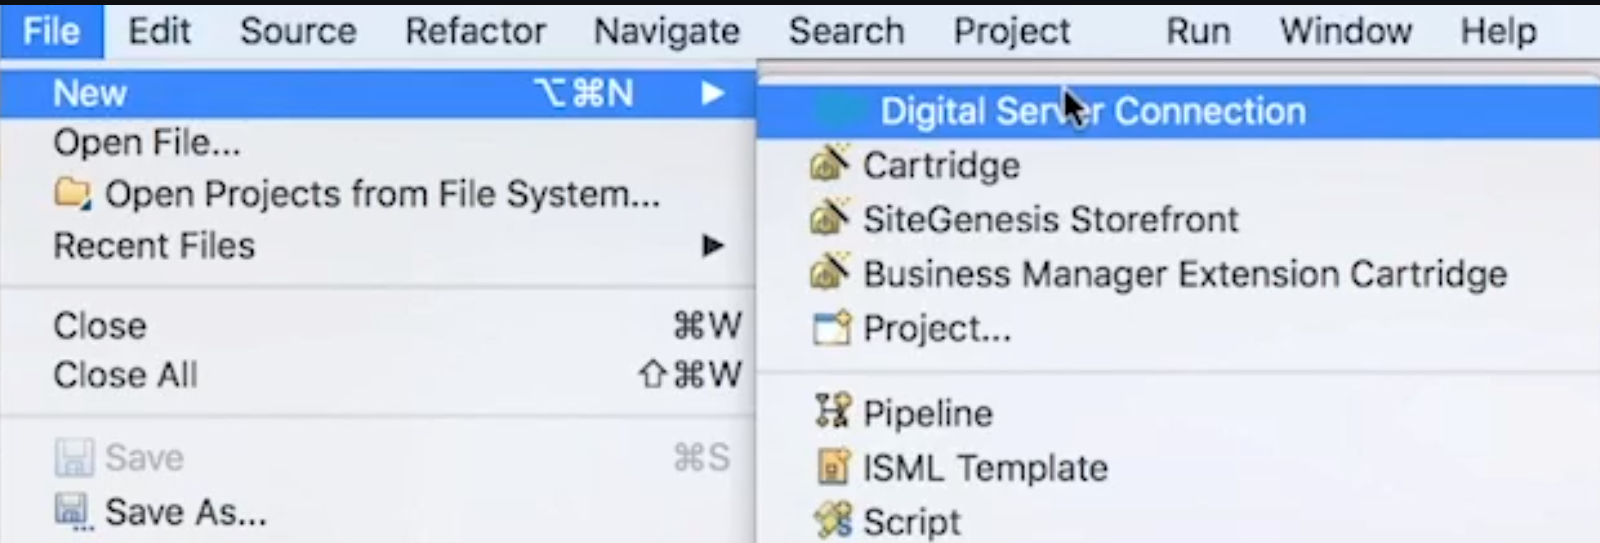 File Edit Source Refactor Navigate Search Project Run Window Help
New ⌥⌘N ▶
Open File...
Open Projects from File System...
Recent Files ▶
Close ⌘W
Close All ⇧⌘W
Save ⌘S
Save As...
Digital Server Connection
Cartridge
SiteGenesis Storefront
Business Manager Extension Cartridge
Project...
Pipeline
ISML Template
Script